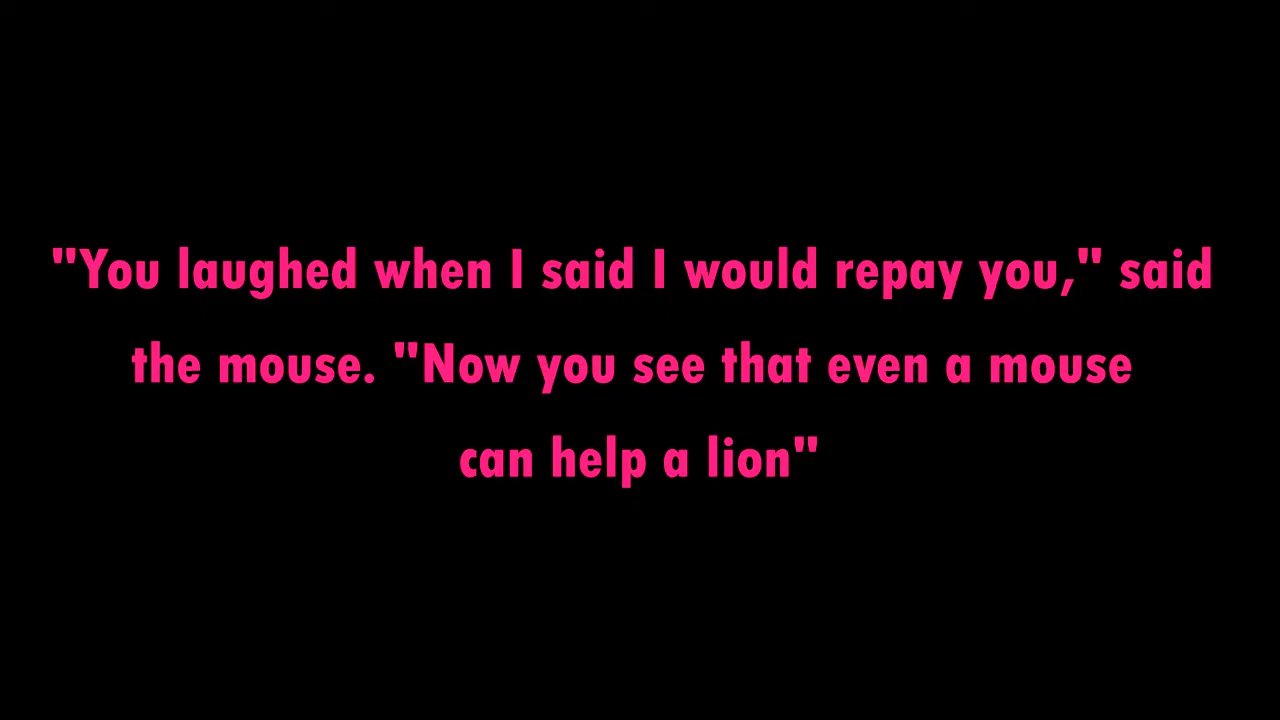 "You laughed when I said I would repay you," said
the mouse. "Now you see that even a mouse
can help a lion"